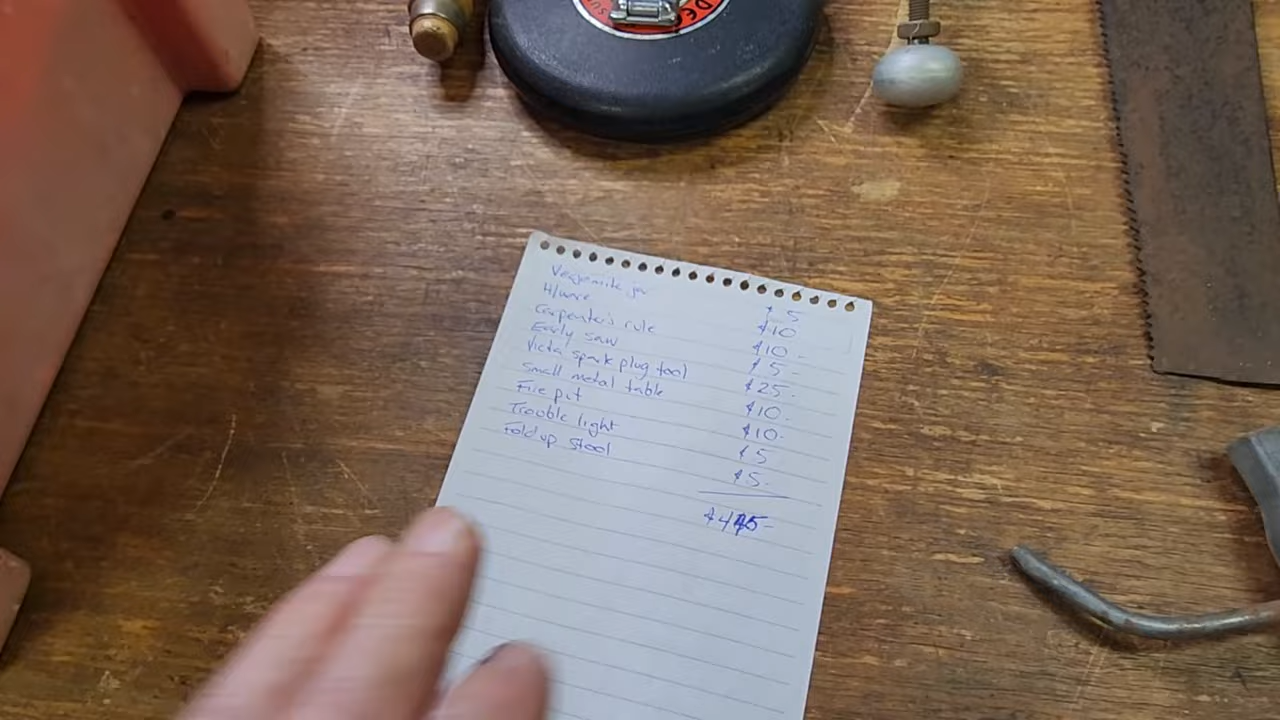 Vegemite jar $5
H/ware $10
Carpenter's rule $10-
Early saw $5-
Victa spark plug tool $25-
Small metal table $10-
Fire pit $10-
Trouble light $5
Fold up stool $5-